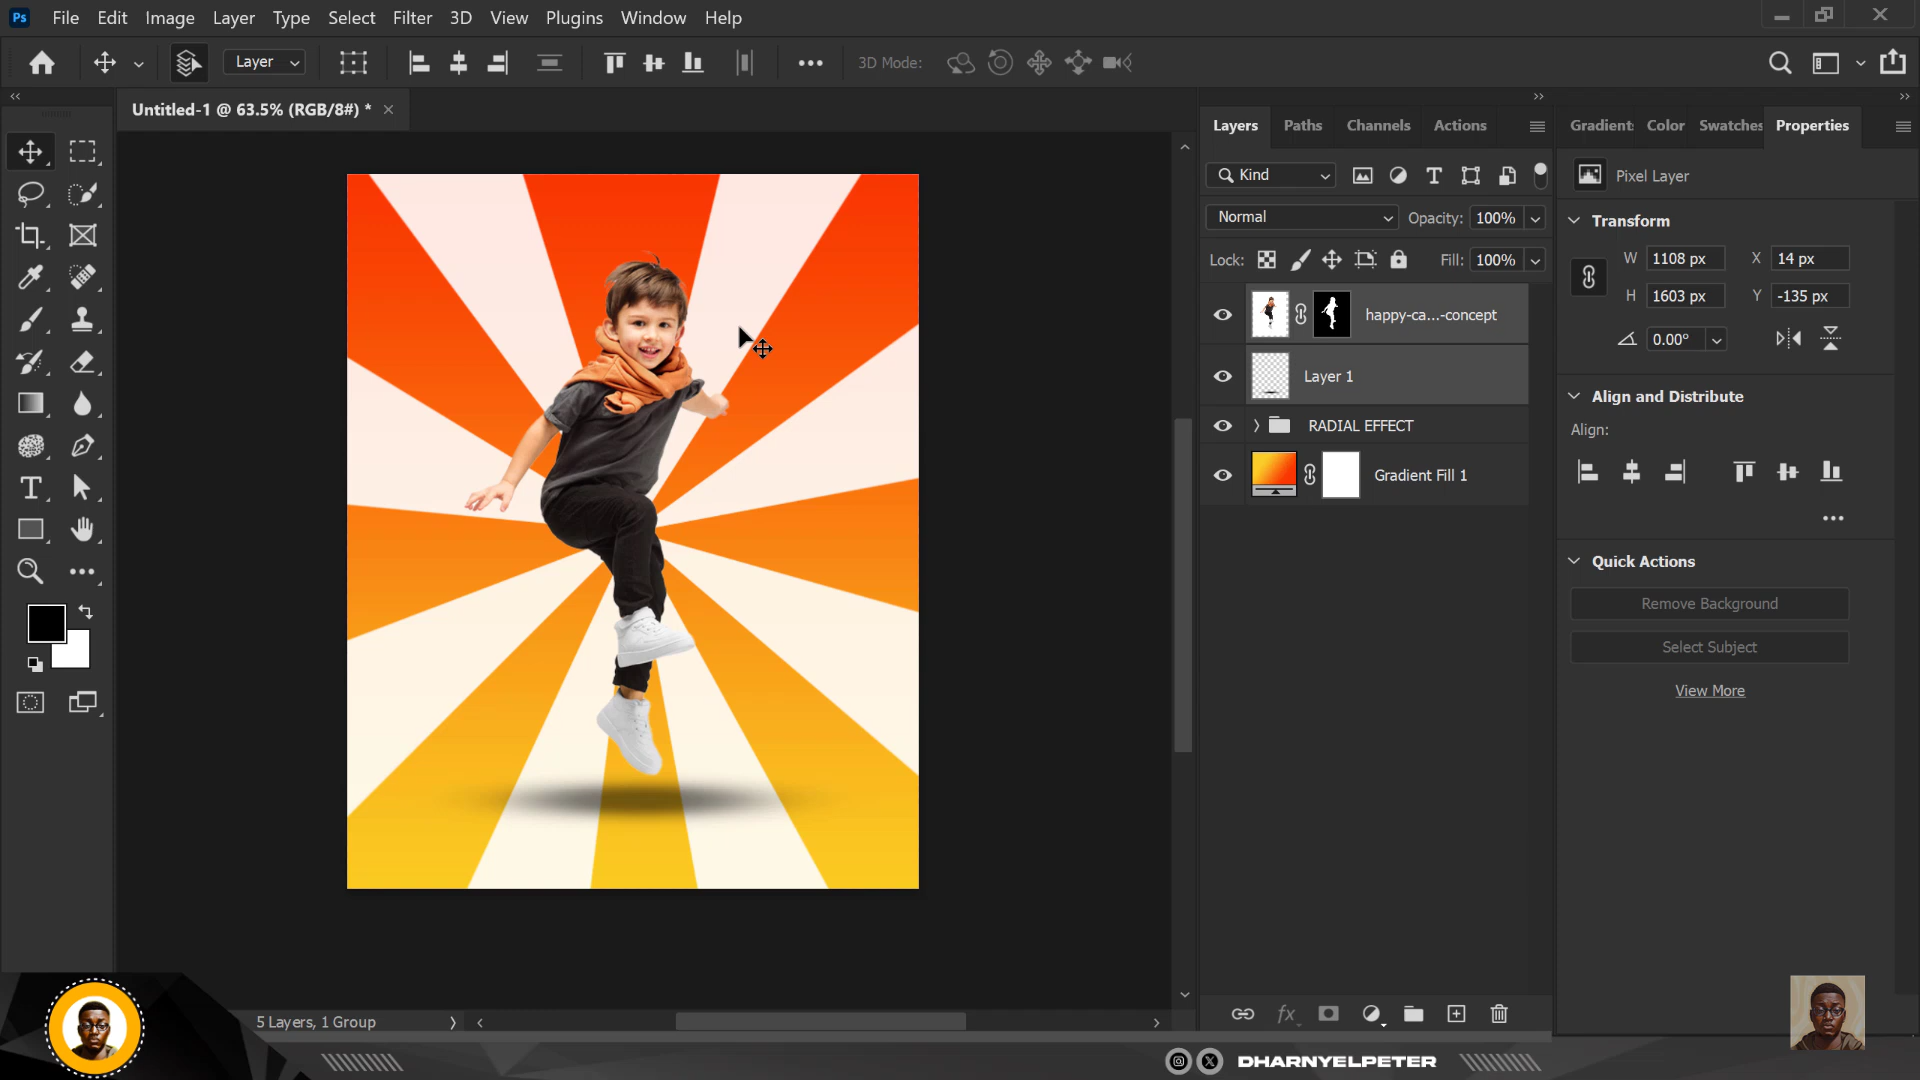 Ps File Edit Image Layer Type Select Filter 3D View Plugins Window Help
Layer 3D Mode:
Untitled-1 @ 63.5% (RGB/8#) *
Layers Paths Channels Actions
Gradient Color Swatches Properties
Kind
Pixel Layer
Normal Opacity: 100%
Transform
Lock: Fill: 100%
W 1108 px X 14 px
H 1603 px Y -135 px
0.00°
happy-ca...-concept
Layer 1
RADIAL EFFECT
Gradient Fill 1
Align and Distribute
Align:
Quick Actions
Remove Background
Select Subject
View More
T
5 Layers, 1 Group
fx
DHARNYELPETER